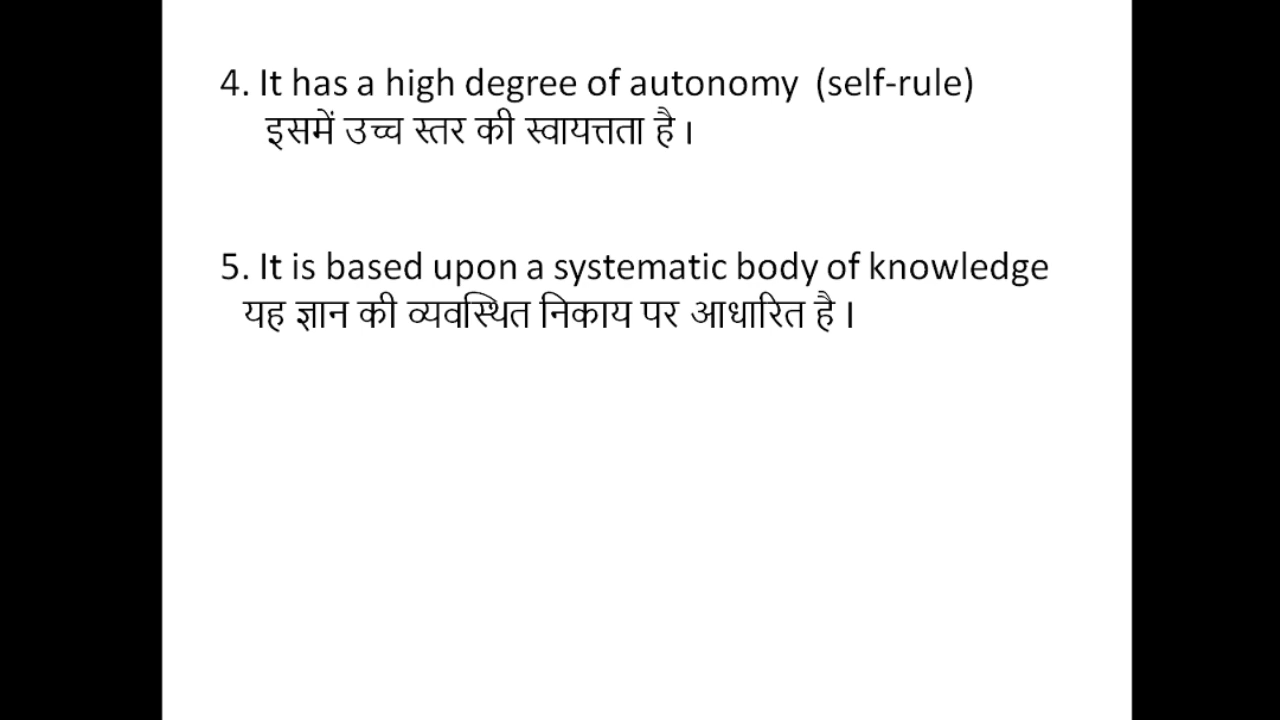 4. It has a high degree of autonomy (self-rule)
इसमें उच्च स्तर की स्वायत्तता है ।
5. It is based upon a systematic body of knowledge
यह ज्ञान की व्यवस्थित निकाय पर आधारित है ।